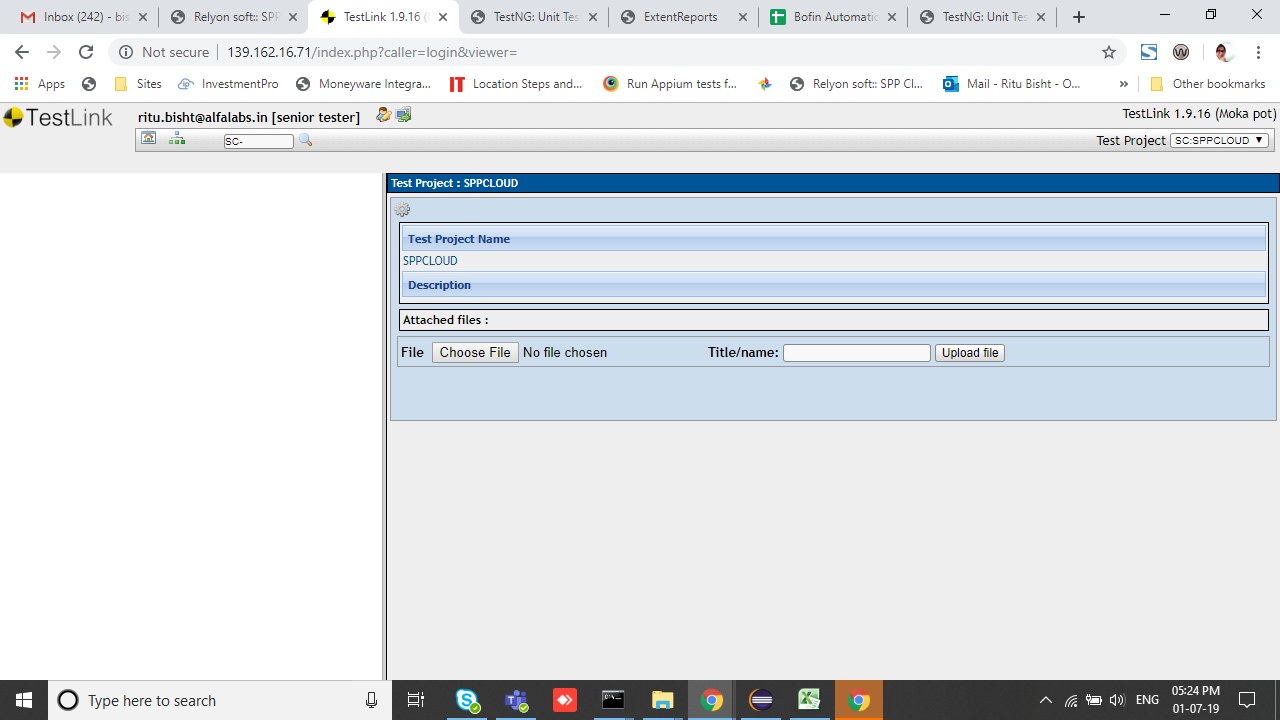 Inbox (242) - bis
Relyon soft:: SPP
TestLink 1.9.16 (
TestNG: Unit Tes
ExtentReports
Bofin Automatic
TestNG: Unit Tes
Not secure
139.162.16.71/index.php?caller=login&viewer=
Apps
Sites
InvestmentPro
Moneyware Integra...
IT
Location Steps and...
Run Appium tests f...
Relyon soft:: SPP Cl...
Mail - Ritu Bisht - O...
»
Other bookmarks
TestLink
ritu.bisht@alfalabs.in [senior tester]
TestLink 1.9.16 (Moka pot)
SC-
Test Project SC:SPPCLOUD
Test Project : SPPCLOUD
Test Project Name
SPPCLOUD
Description
Attached files :
File Choose File No file chosen Title/name: Upload file
Type here to search
ENG
05:24 PM
01-07-19